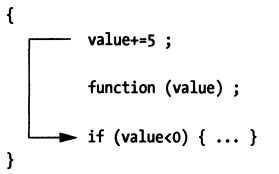 {
value+=5 ;
function (value) ;
if (value<0) { ... }
}